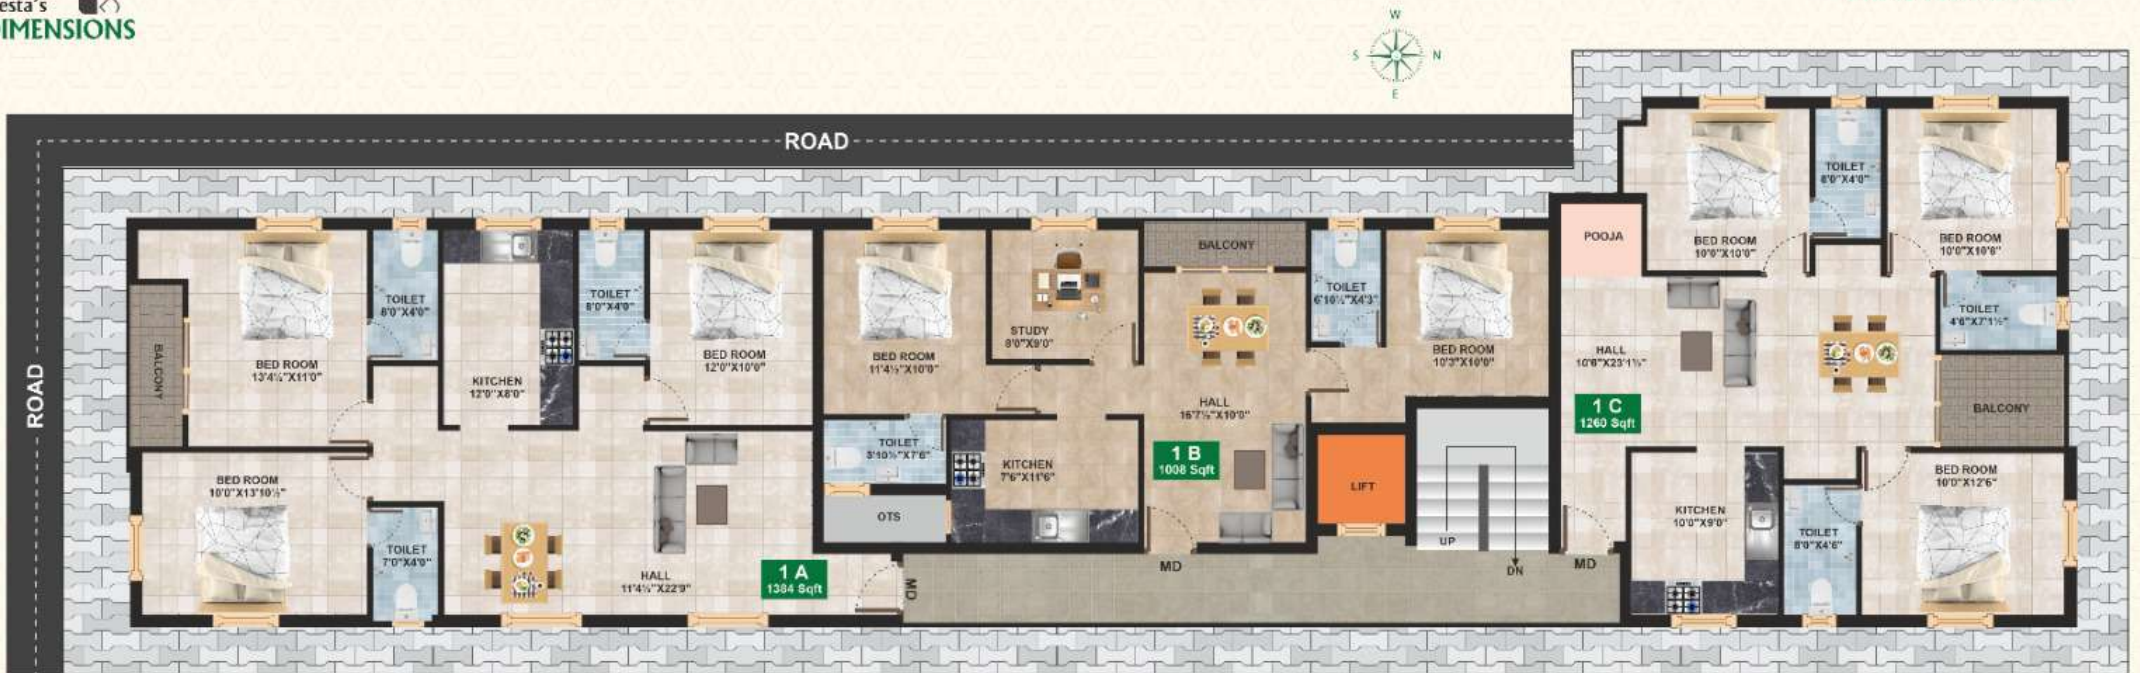 esta's
DIMENSIONS
W
S
N
E
ROAD
ROAD
BALCONY
BED ROOM
13'4½"X11'0"
TOILET
8'0"X4'0"
KITCHEN
12'0"X8'0"
TOILET
8'0"X4'0"
BED ROOM
12'0"X10'0"
BED ROOM
10'0"X13'10½"
TOILET
7'0"X4'0"
HALL
11'4½"X22'9"
1 A
1384 Sqft
MD
BED ROOM
11'4½"X10'0"
STUDY
8'0"X9'0"
BALCONY
TOILET
6'10½"X4'3"
BED ROOM
10'3"X10'0"
HALL
16'7½"X10'0"
TOILET
3'10½"X7'6"
OTS
KITCHEN
7'6"X11'6"
1 B
1008 Sqft
MD
LIFT
UP
DN
POOJA
BED ROOM
10'0"X10'0"
TOILET
8'0"X4'0"
BED ROOM
10'0"X10'6"
TOILET
4'6"X7'1½"
HALL
10'6"X23'1½"
1 C
1260 Sqft
BALCONY
MD
KITCHEN
10'0"X9'0"
TOILET
8'0"X4'6"
BED ROOM
10'0"X12'6"